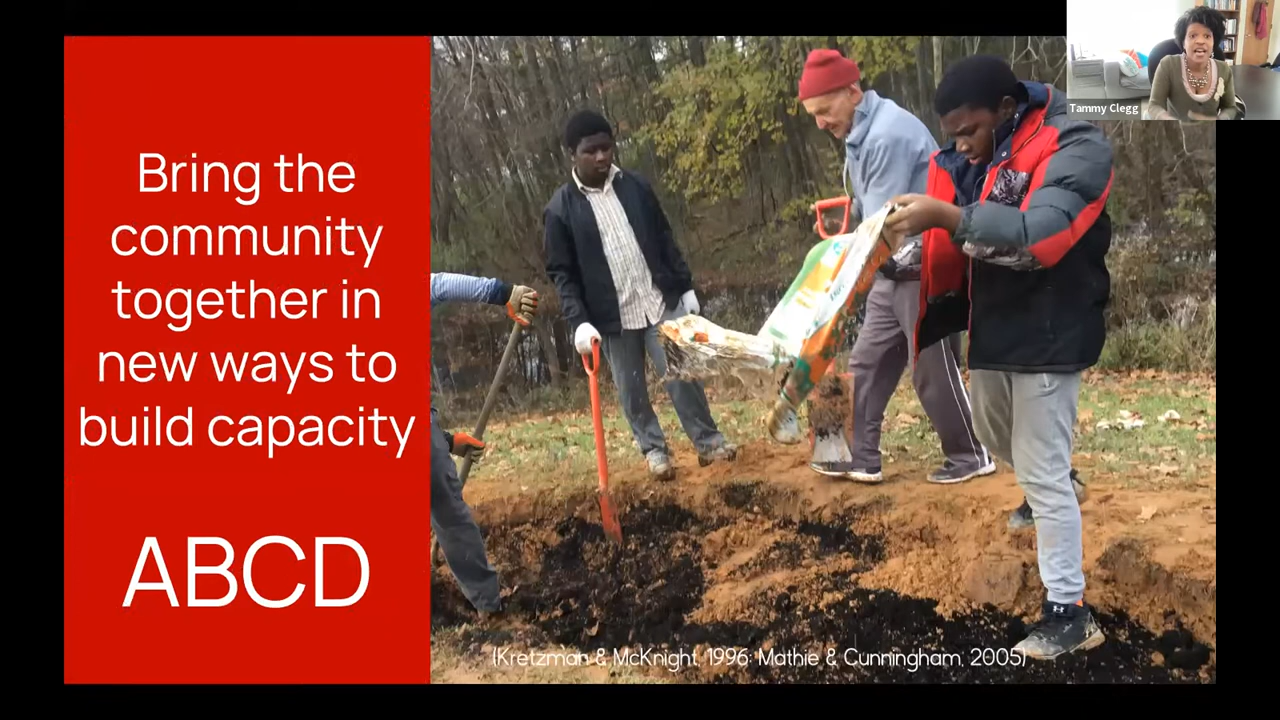 Bring the
community
together in
new ways to
build capacity
ABCD
(Kretzman & McKnight, 1996; Mathie & Cunningham, 2005)
Tammy Clegg